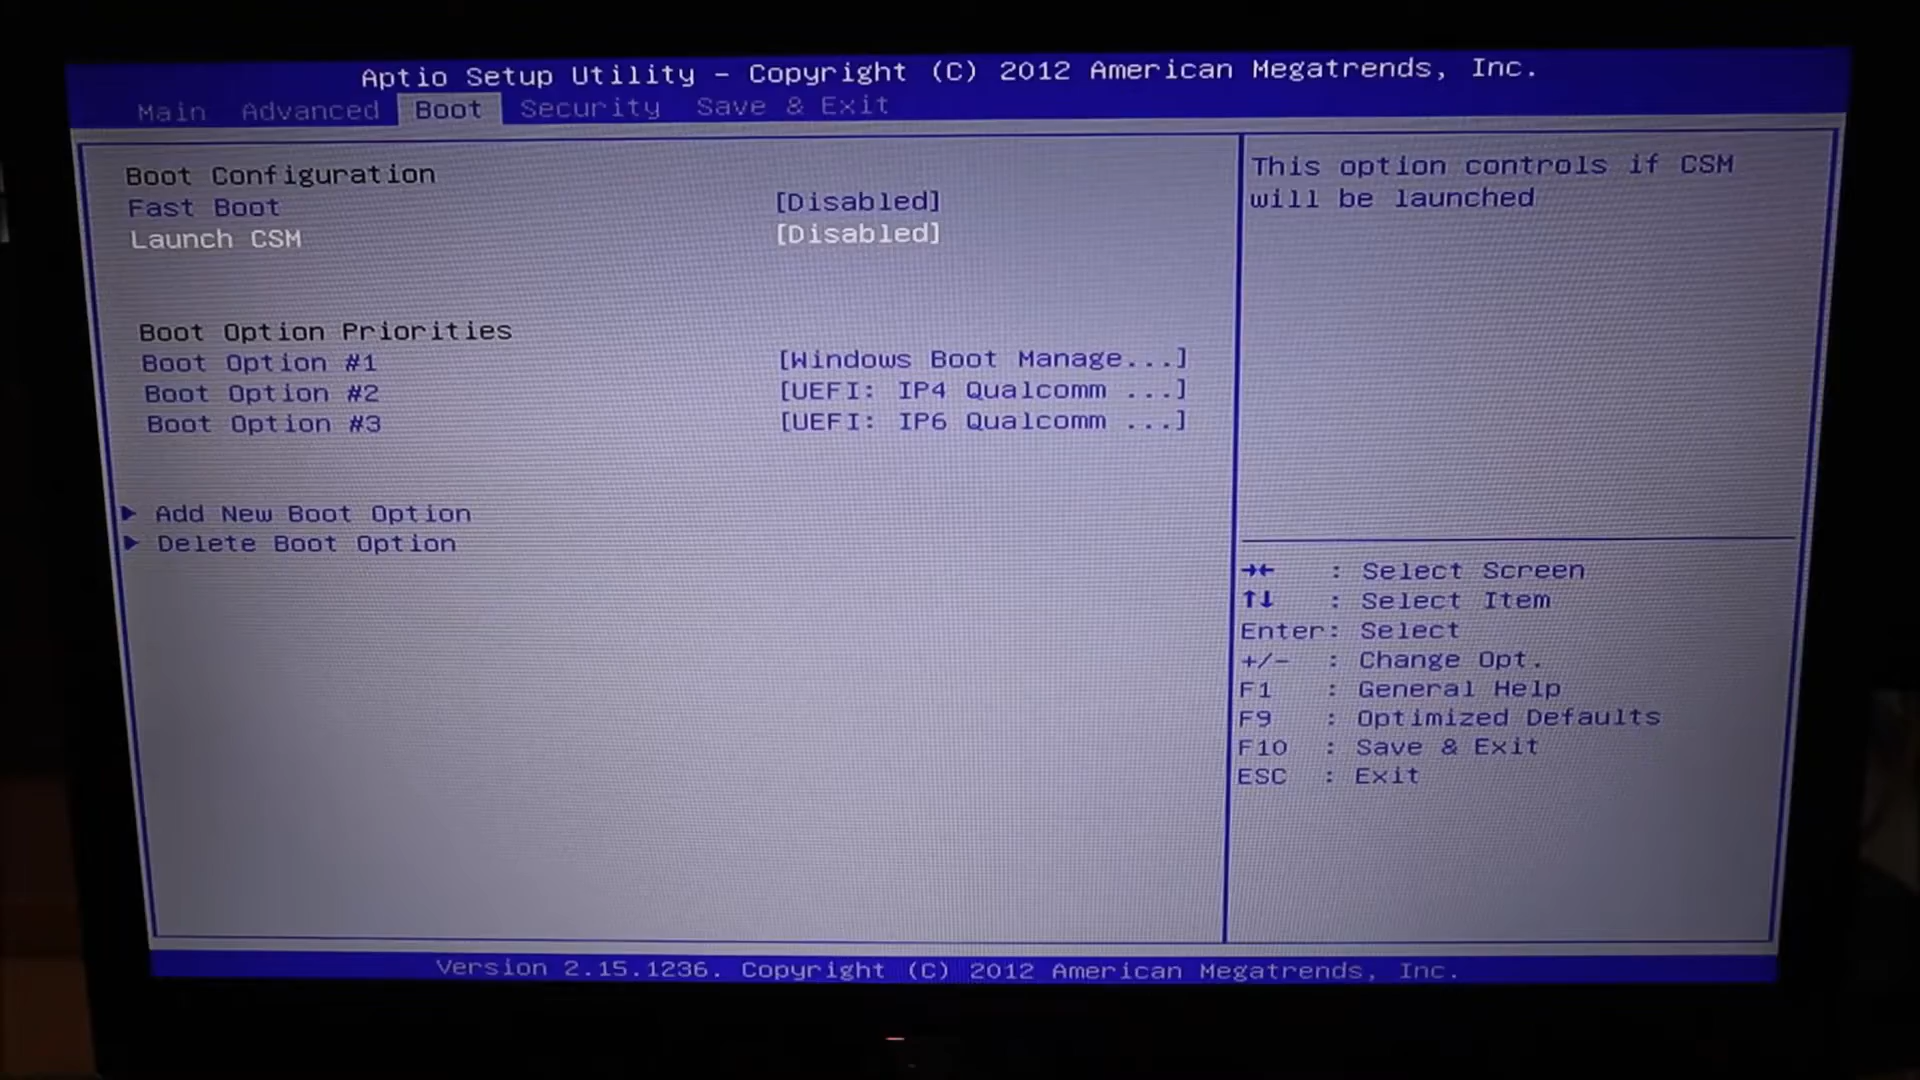 Aptio Setup Utility - Copyright (C) 2012 American Megatrends, Inc.
Main Advanced Boot Security Save & Exit
Boot Configuration
Fast Boot [Disabled]
Launch CSM [Disabled]
Boot Option Priorities
Boot Option #1 [Windows Boot Manage...]
Boot Option #2 [UEFI: IP4 Qualcomm ...]
Boot Option #3 [UEFI: IP6 Qualcomm ...]
▶ Add New Boot Option
▶ Delete Boot Option
This option controls if CSM
will be launched
→← : Select Screen
↑↓ : Select Item
Enter: Select
+/- : Change Opt.
F1 : General Help
F9 : Optimized Defaults
F10 : Save & Exit
ESC : Exit
Version 2.15.1236. Copyright (C) 2012 American Megatrends, Inc.